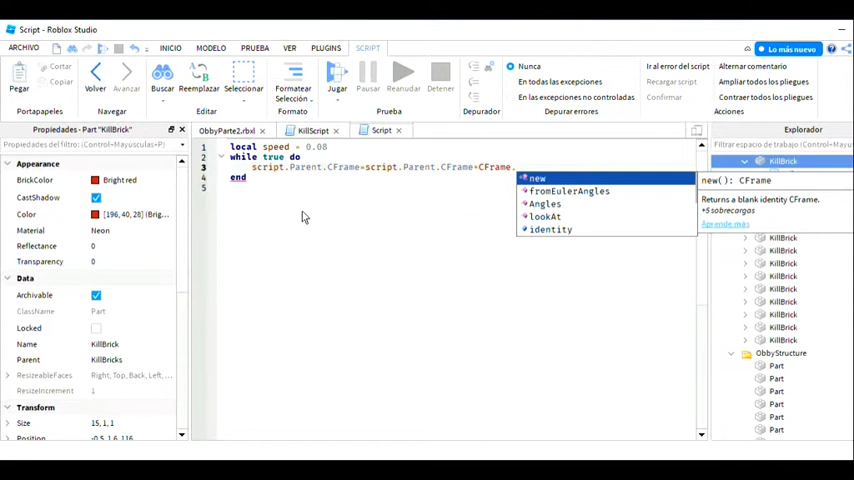 Script - Roblox Studio
ARCHIVO INICIO MODELO PRUEBA VER PLUGINS SCRIPT Lo más nuevo
Pegar
Cortar
Copiar
Portapapeles
Volver
Avanzar
Navegar
Buscar
Reemplazar
Seleccionar
Editar
Formatear
Selección
Formatear
Jugar
Pausar
Reanudar
Detener
Prueba
Depurador
Nunca
En todas las excepciones
En las excepciones no controladas
Depurar errores
Ir al error del script
Recargar script
Confirmar
Alternar comentario
Ampliar todos los pliegues
Contraer todos los pliegues
Acciones
Propiedades - Part "KillBrick"
Propiedades del filtro (Control+Mayúsculas+P)
Appearance
BrickColor Bright red
CastShadow
Color [196, 40, 28] (Brig...
Material Neon
Reflectance 0
Transparency 0
Data
Archivable
ClassName Part
Locked
Name KillBrick
Parent KillBricks
ResizeableFaces Right, Top, Back, Left, ...
ResizeIncrement 1
Transform
Size 15, 1, 1
Position -0.5, 1.6, 116
ObbyParte2.rbxl KillScript Script
1 local speed = 0.08
2 while true do
3 script.Parent.CFrame=script.Parent.CFrame*CFrame.
4 end
5
new
fromEulerAngles
Angles
lookAt
identity
new(): CFrame
Returns a blank identity CFrame.
+5 sobrecargas
Aprende más
Explorador
Filtrar espacio de trabajo (Control+Mayús
KillBrick
KillBrick
KillBrick
KillBrick
KillBrick
KillBrick
KillBrick
KillBrick
KillBrick
KillBrick
ObbyStructure
Part
Part
Part
Part
Part
Part